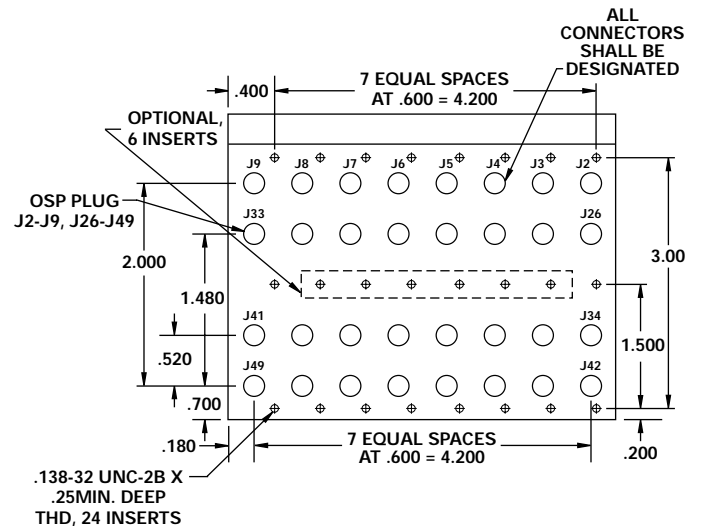 ALL
CONNECTORS
SHALL BE
DESIGNATED
7 EQUAL SPACES
AT .600 = 4.200
.400
OPTIONAL,
6 INSERTS
J9 J8 J7 J6 J5 J4 J3 J2
OSP PLUG
J2-J9, J26-J49
J33 J26
2.000
3.00
1.480
J41 J34
1.500
.520
J49 J42
.700
.180
7 EQUAL SPACES
AT .600 = 4.200
.200
.138-32 UNC-2B X
.25MIN. DEEP
THD, 24 INSERTS